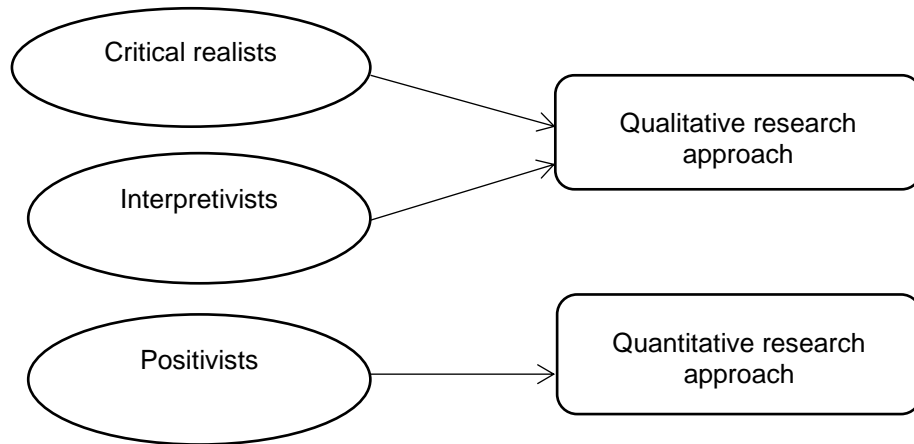 Critical realists
Qualitative research
approach
Interpretivists
Positivists
Quantitative research
approach